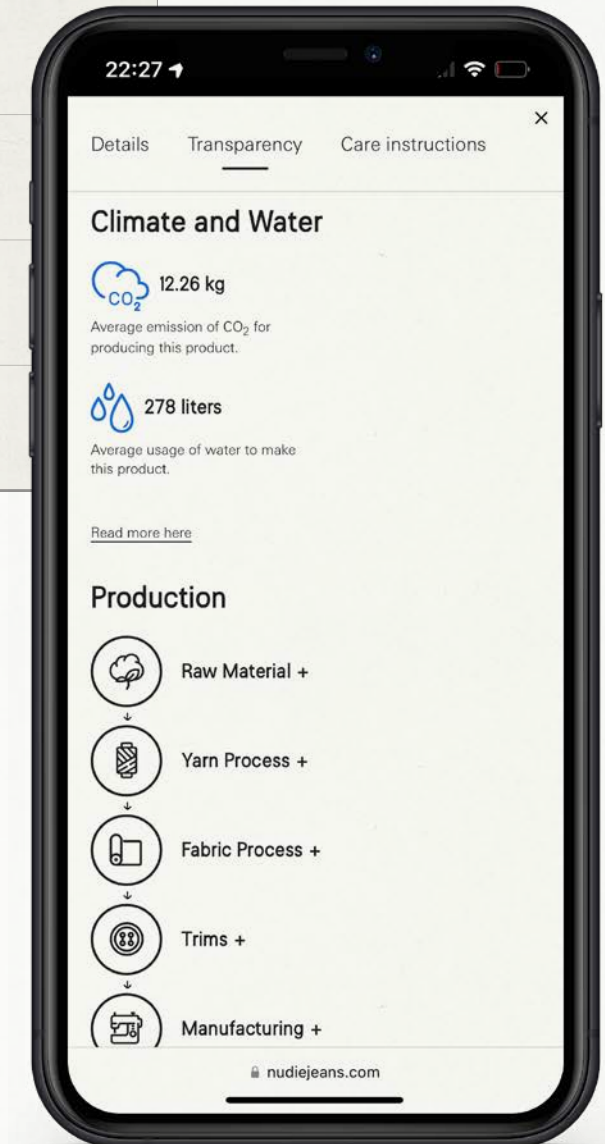 22:27
Details Transparency Care instructions
Climate and Water
CO2 12.26 kg
Average emission of CO2 for
producing this product.
278 liters
Average usage of water to make
this product.
Read more here
Production
Raw Material +
Yarn Process +
Fabric Process +
Trims +
Manufacturing +
nudiejeans.com